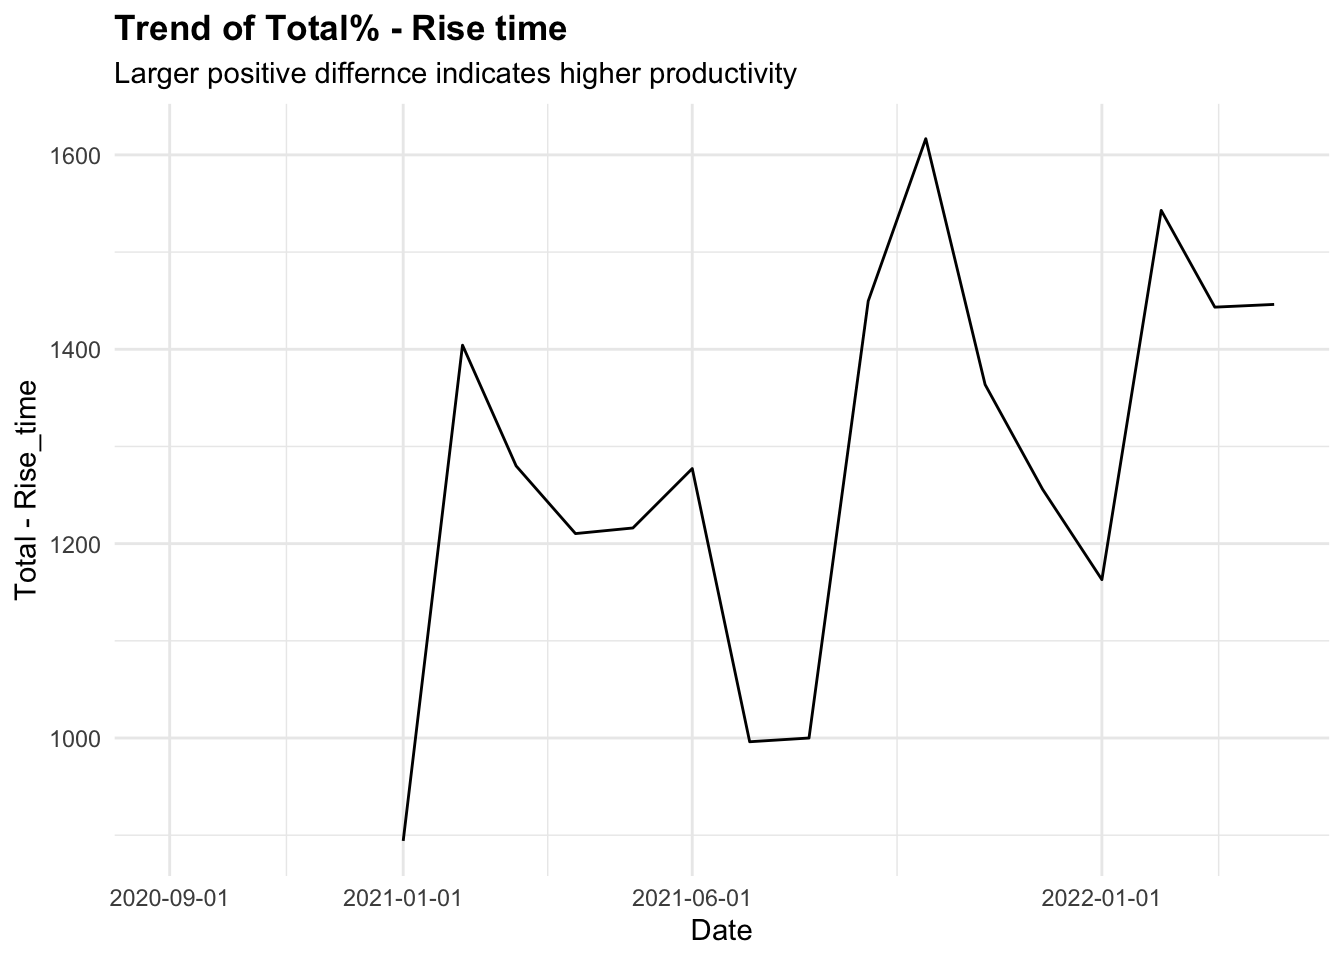 Trend of Total% - Rise time
Larger positive differnce indicates higher productivity
1600
1400
1200
1000
Total - Rise_time
2020-09-01
2021-01-01
2021-06-01
2022-01-01
Date